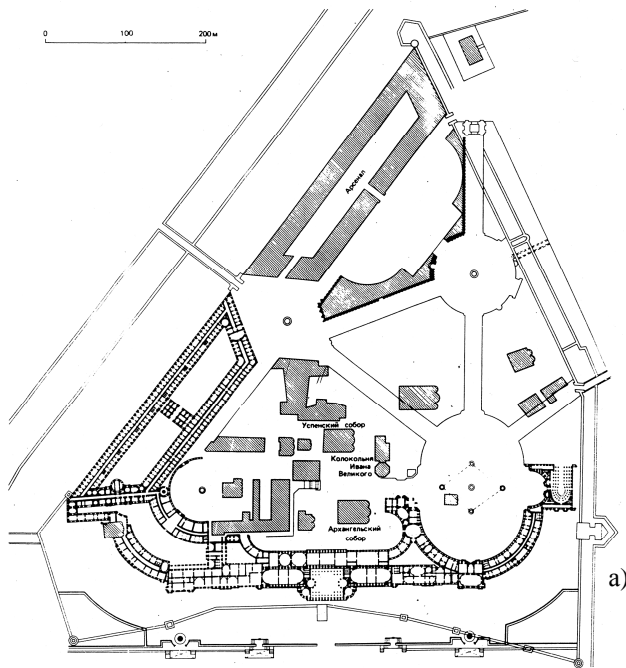 0 100 200 м
Арсенал
Успенский собор
Колокольня
Ивана
Великого
Архангельский
собор
а)